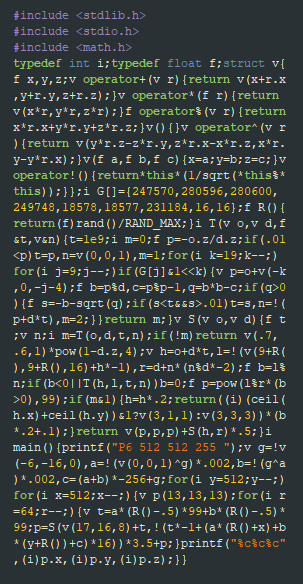 #include <stdlib.h>
#include <stdio.h>
#include <math.h>
typedef int i;typedef float f;struct v{
f x,y,z;v operator+(v r){return v(x+r.x
,y+r.y,z+r.z);}v operator*(f r){return
v(x*r,y*r,z*r);}f operator%(v r){return
x*r.x+y*r.y+z*r.z;}v(){}v operator^(v r
){return v(y*r.z-z*r.y,z*r.x-x*r.z,x*r.
y-y*r.x);}v(f a,f b,f c){x=a;y=b;z=c;}v
operator!(){return*this*(1/sqrt(*this%*
this));}};i G[]={247570,280596,280600,
249748,18578,18577,231184,16,16};f R(){
return(f)rand()/RAND_MAX;}i T(v o,v d,f
&t,v&n){t=1e9;i m=0;f p=-o.z/d.z;if(.01
<p)t=p,n=v(0,0,1),m=1;for(i k=19;k--;)
for(i j=9;j--;)if(G[j]&1<<k){v p=o+v(-k
,0,-j-4);f b=p%d,c=p%p-1,q=b*b-c;if(q>0
){f s=-b-sqrt(q);if(s<t&&s>.01)t=s,n=!(
p+d*t),m=2;}}return m;}v S(v o,v d){f t
;v n;i m=T(o,d,t,n);if(!m)return v(.7,
.6,1)*pow(1-d.z,4);v h=o+d*t,l=!(v(9+R(
),9+R(),16)+h*-1),r=d+n*(n%d*-2);f b=l%
n;if(b<0||T(h,l,t,n))b=0;f p=pow(l%r*(b
>0),99);if(m&1){h=h*.2;return((i)(ceil(
h.x)+ceil(h.y))&1?v(3,1,1):v(3,3,3))*(b
*.2+.1);}return v(p,p,p)+S(h,r)*.5;}i
main(){printf("P6 512 512 255 ");v g=!v
(-6,-16,0),a=!(v(0,0,1)^g)*.002,b=!(g^a
)*.002,c=(a+b)*-256+g;for(i y=512;y--;)
for(i x=512;x--;){v p(13,13,13);for(i r
=64;r--;){v t=a*(R()-.5)*99+b*(R()-.5)*
99;p=S(v(17,16,8)+t,!(t*-1+(a*(R()+x)+b
*(y+R())+c)*16))*3.5+p;}printf("%c%c%c"
,(i)p.x,(i)p.y,(i)p.z);}}